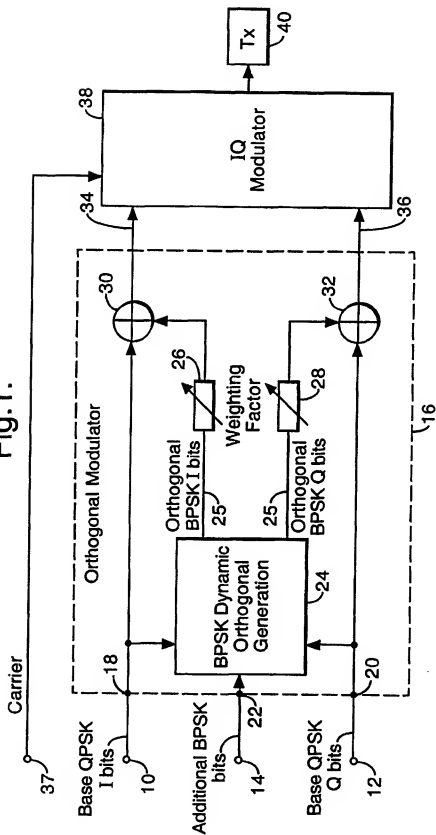 Fig.1.
Carrier
37
Orthogonal Modulator
Base QPSK
I bits
10
18
30
34
38
Additional BPSK
bits
14
22
BPSK Dynamic
Orthogonal
Generation
24
Orthogonal
BPSK I bits
25
26
Weighting
Factor
28
Orthogonal
BPSK Q bits
25
Base QPSK
Q bits
12
20
32
36
16
IQ
Modulator
Tx
40